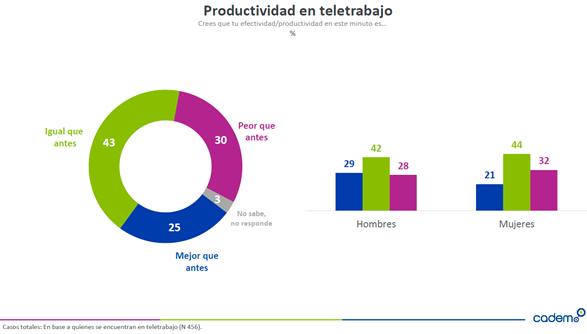 Productividad en teletrabajo
Crees que tu efectividad/productividad en este minuto es...
%
Igual que
antes
43
Peor que
antes
30
3
No sabe,
no responde
25
Mejor que
antes
29
42
28
Hombres
21
44
32
Mujeres
cadem
Casos totales: En base a quienes se encuentran en teletrabajo (N 456).